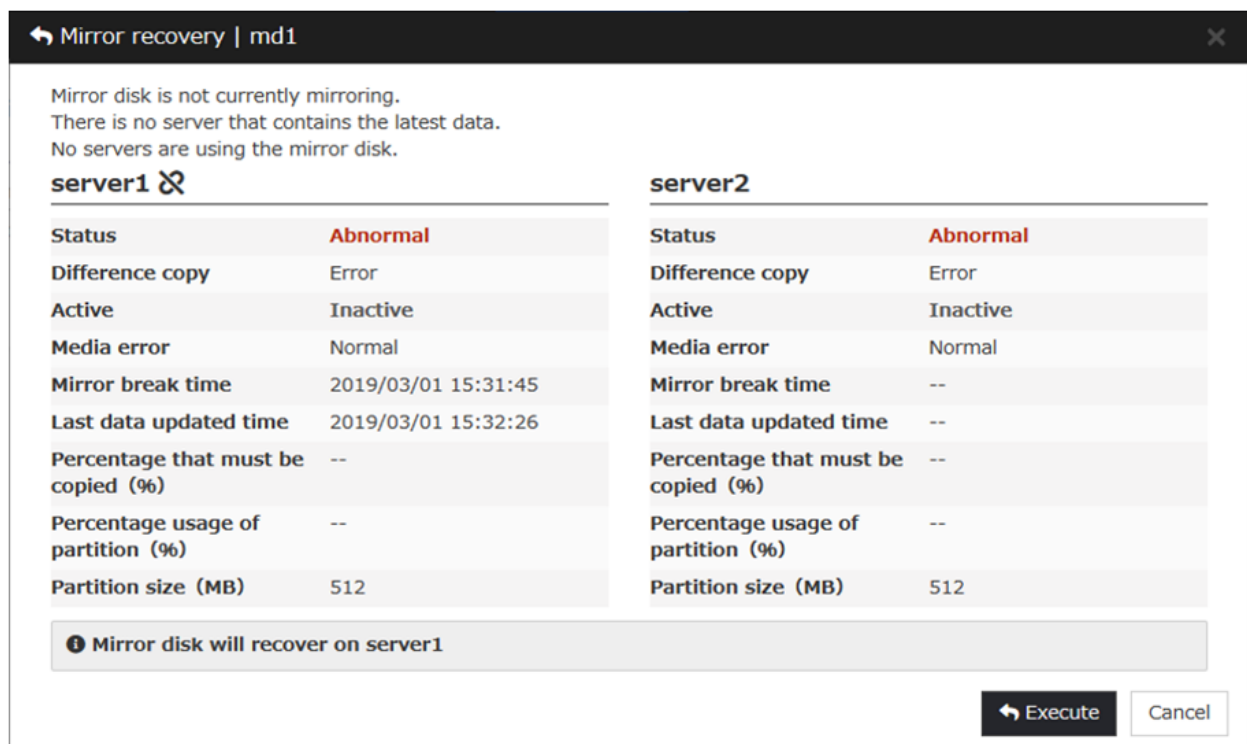 Mirror recovery | md1
Mirror disk is not currently mirroring.
There is no server that contains the latest data.
No servers are using the mirror disk.
server1
Status Abnormal
Difference copy Error
Active Inactive
Media error Normal
Mirror break time 2019/03/01 15:31:45
Last data updated time 2019/03/01 15:32:26
Percentage that must be --
copied (%)
Percentage usage of --
partition (%)
Partition size (MB) 512
server2
Status Abnormal
Difference copy Error
Active Inactive
Media error Normal
Mirror break time --
Last data updated time --
Percentage that must be --
copied (%)
Percentage usage of --
partition (%)
Partition size (MB) 512
Mirror disk will recover on server1
Execute Cancel